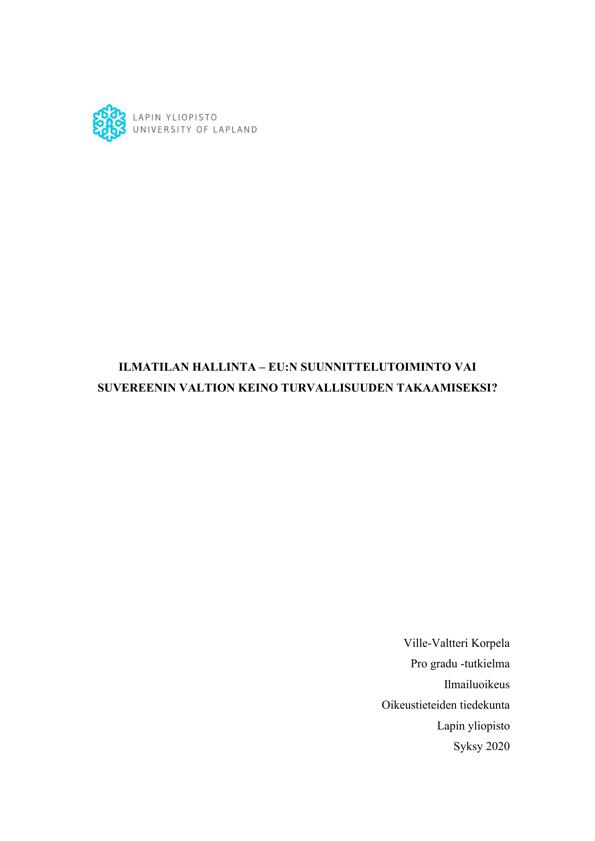 LAPIN YLIOPISTO
UNIVERSITY OF LAPLAND
ILMATILAN HALLINTA – EU:N SUUNNITTELUTOIMINTO VAI
SUVEREENIN VALTION KEINO TURVALLISUUDEN TAKAAMISEKSI?
Ville-Valtteri Korpela
Pro gradu -tutkielma
Ilmailuoikeus
Oikeustieteiden tiedekunta
Lapin yliopisto
Syksy 2020